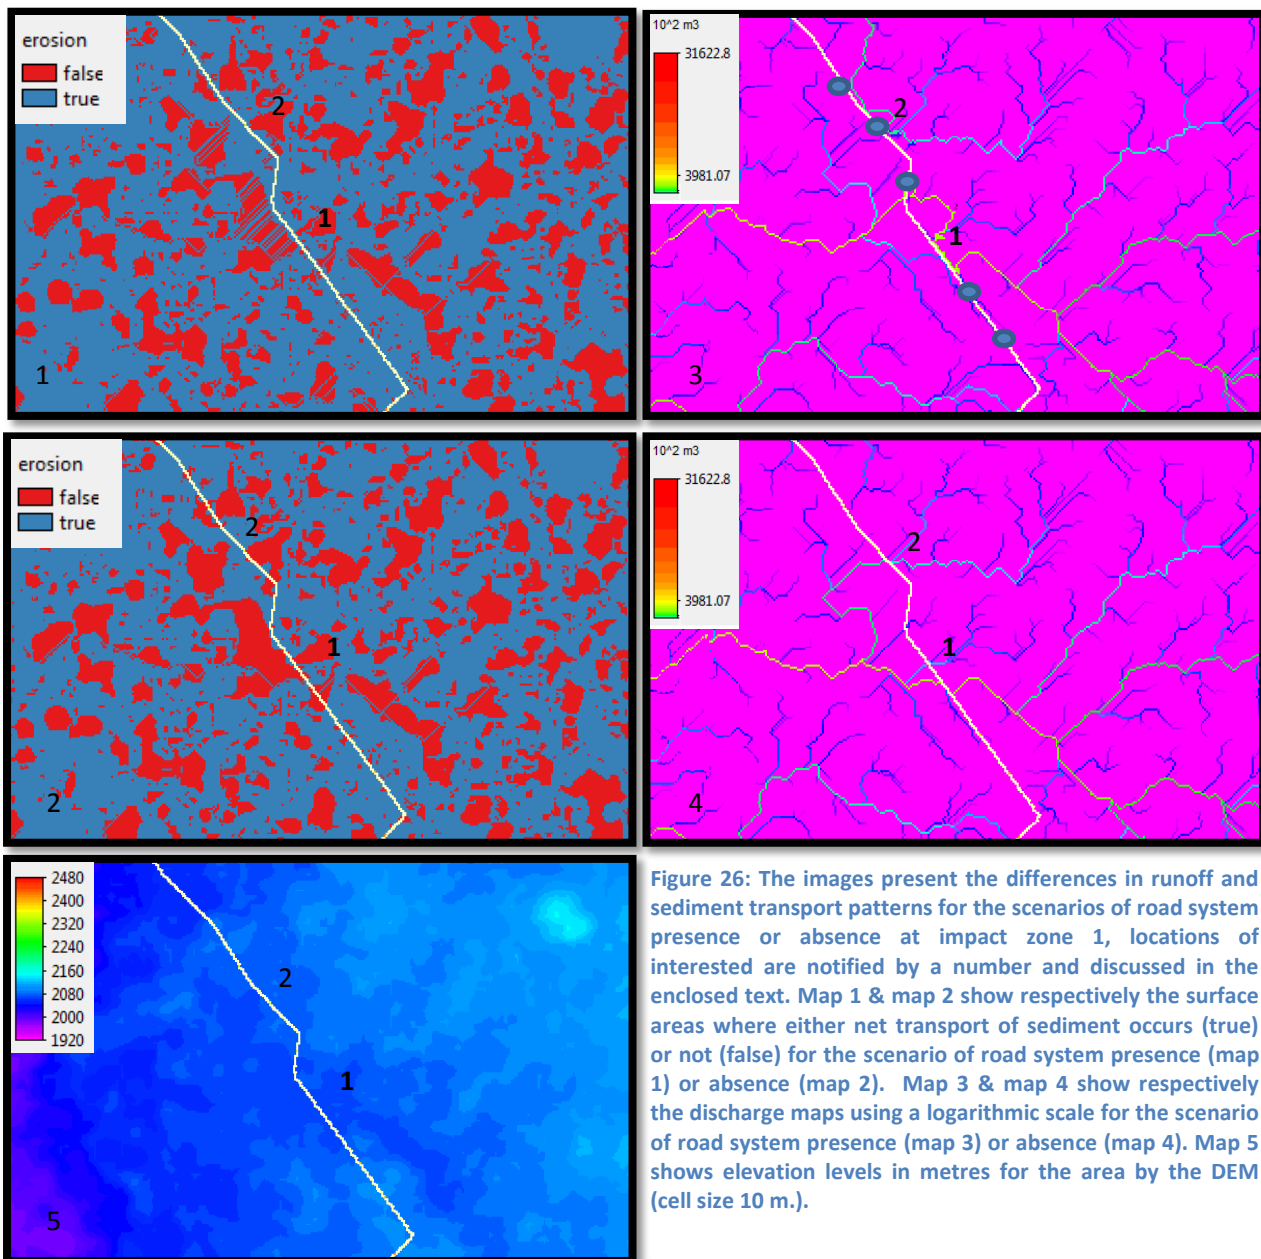 erosion
false
true
2
1
1
10^2 m3
31622.8
3981.07
2
1
3
erosion
false
true
2
1
2
10^2 m3
31622.8
3981.07
2
1
4
2480
2400
2320
2240
2160
2080
2000
1920
2
1
5
Figure 26: The images present the differences in runoff and
sediment transport patterns for the scenarios of road system
presence or absence at impact zone 1, locations of
interested are notified by a number and discussed in the
enclosed text. Map 1 & map 2 show respectively the surface
areas where either net transport of sediment occurs (true)
or not (false) for the scenario of road system presence (map
1) or absence (map 2). Map 3 & map 4 show respectively
the discharge maps using a logarithmic scale for the scenario
of road system presence (map 3) or absence (map 4). Map 5
shows elevation levels in metres for the area by the DEM
(cell size 10 m.).